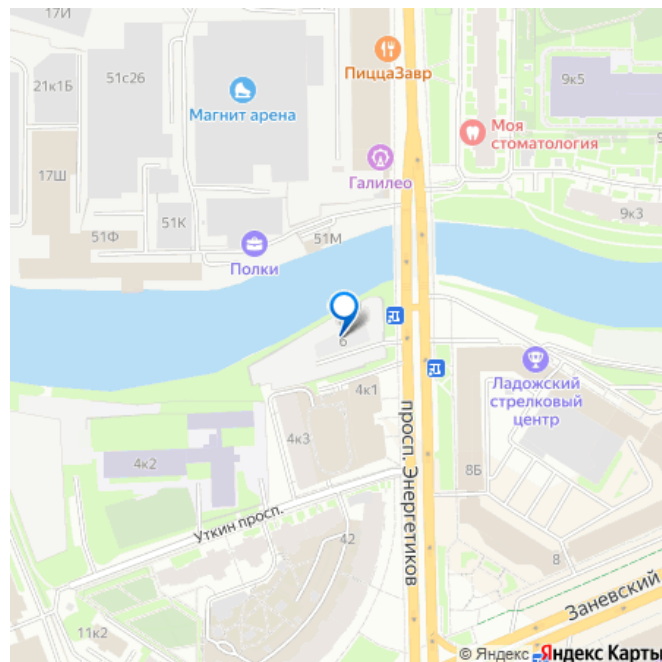 17И
21к1Б
51с26
ПиццаЗавр
9к5
Магнит арена
Моя
стоматология
17Ш
Галилео
51К
9к3
51Ф
51М
Полки
6
Ладожский
стрелковый
центр
4к1
4к3
просп. Энергетиков
4к2
8Б
Уткин просп.
42
8
Заневский
11к2
© Яндекс Яндекс Карты